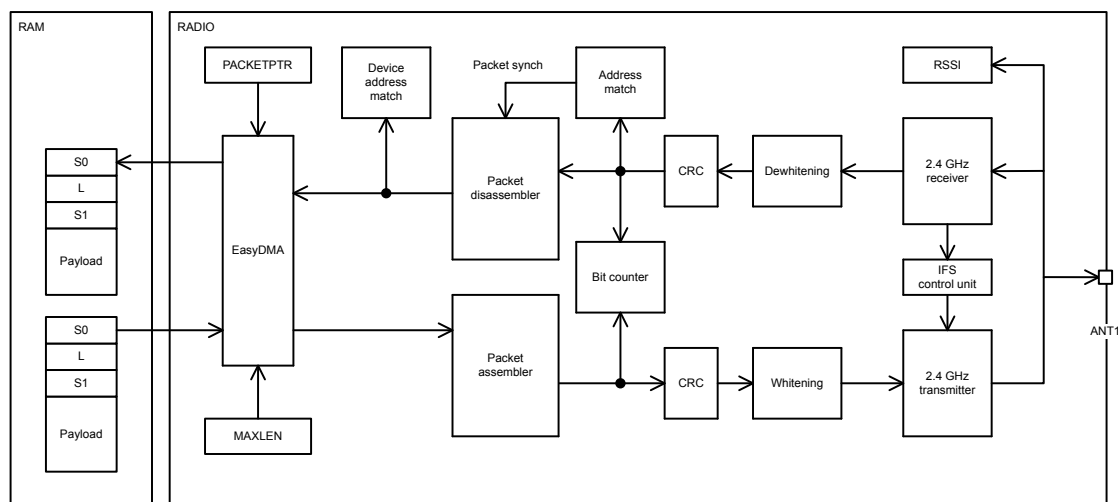 RAM
RADIO
PACKETPTR
Device
address
match
Packet synch
Address
match
RSSI
S0
L
S1
Payload
EasyDMA
Packet
disassembler
CRC
Dewhitening
2.4 GHz
receiver
Bit counter
IFS
control unit
ANT1
S0
L
S1
Payload
Packet
assembler
CRC
Whitening
2.4 GHz
transmitter
MAXLEN